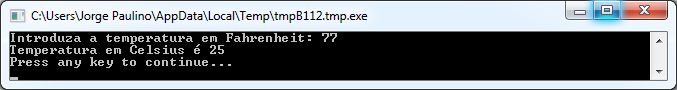 C:\Users\Jorge Paulino\AppData\Local\Temp\tmpB112.tmp.exe
Introduza a temperatura em Fahrenheit: 77
Temperatura em Celsius é 25
Press any key to continue...